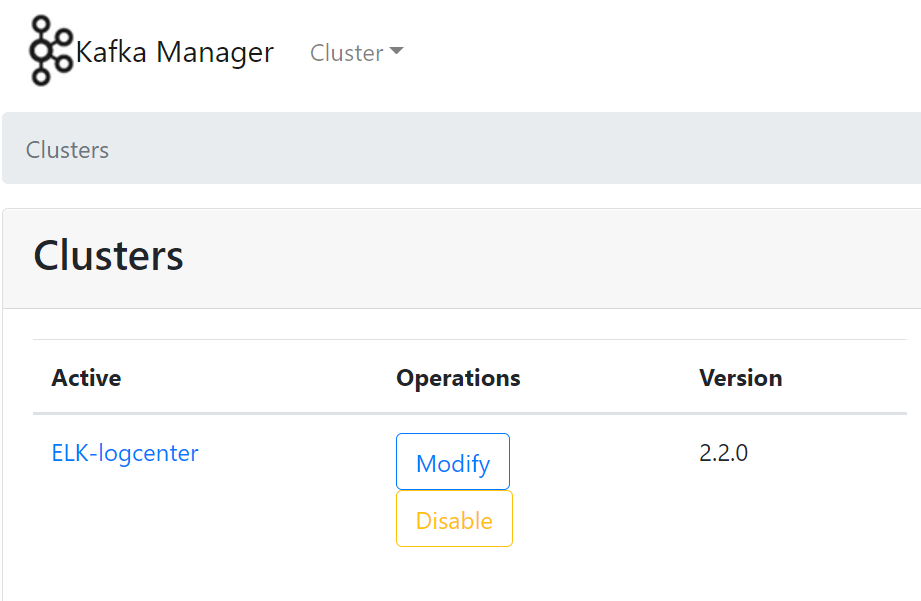 Kafka Manager Cluster
Clusters
Clusters
Active Operations Version
ELK-logcenter Modify 2.2.0
Disable